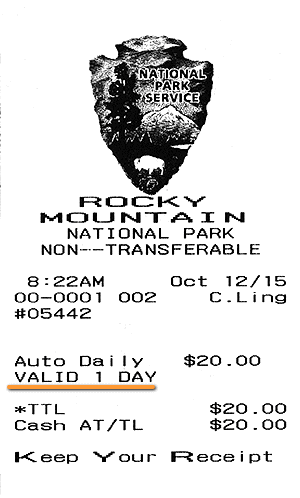 NATIONAL
PARK
SERVICE
ROCKY
MOUNTAIN
NATIONAL PARK
NON--TRANSFERABLE
8:22AM Oct 12/15
00-0001 002 C.Ling
#05442
Auto Daily $20.00
VALID 1 DAY
*TTL $20.00
Cash AT/TL $20.00
Keep Your Receipt